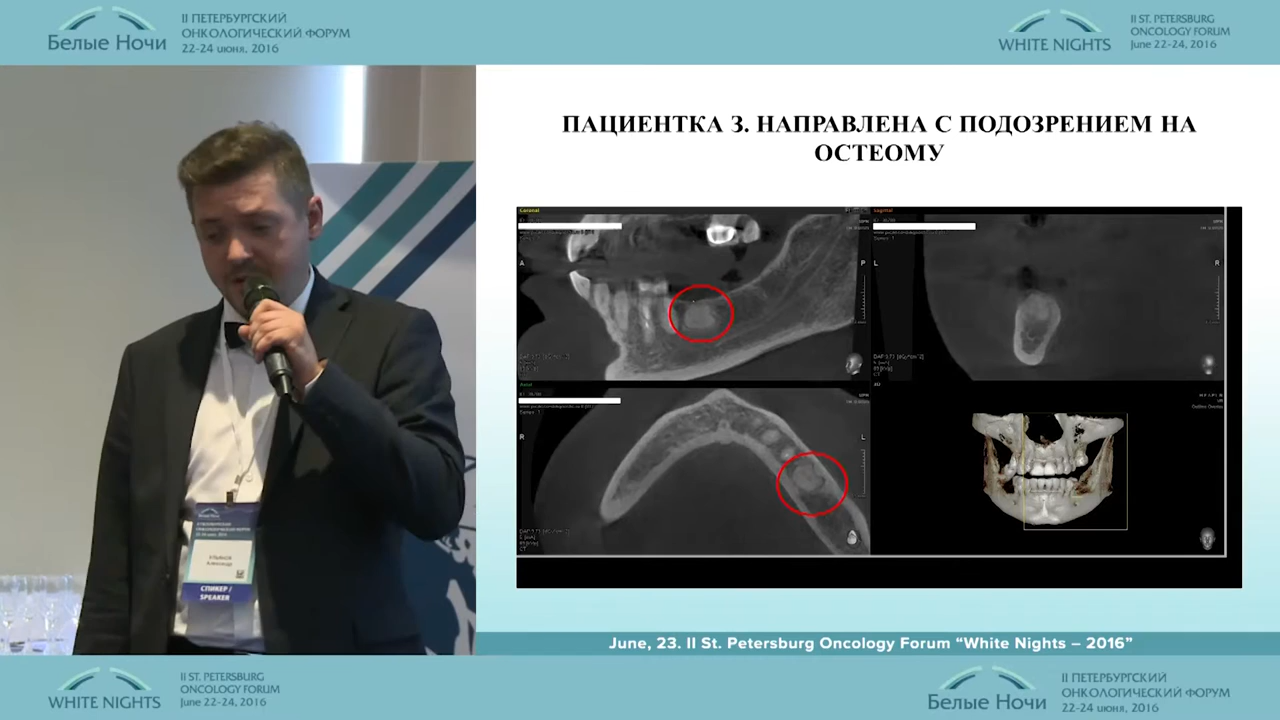 Белые Ночи
II ПЕТЕРБУРГСКИЙ
ОНКОЛОГИЧЕСКИЙ ФОРУМ
22-24 июня, 2016
WHITE NIGHTS
II ST. PETERSBURG
ONCOLOGY FORUM
June 22-24, 2016
ПАЦИЕНТКА З. НАПРАВЛЕНА С ПОДОЗРЕНИЕМ НА
ОСТЕОМУ
Coronal
A
P
Sagittal
L
R
Axial
R
L
СПИКЕР /
SPEAKER
June, 23. II St. Petersburg Oncology Forum “White Nights – 2016”
WHITE NIGHTS
II ST. PETERSBURG
ONCOLOGY FORUM
June 22-24, 2016
Белые Ночи
II ПЕТЕРБУРГСКИЙ
ОНКОЛОГИЧЕСКИЙ ФОРУМ
22-24 июня, 2016